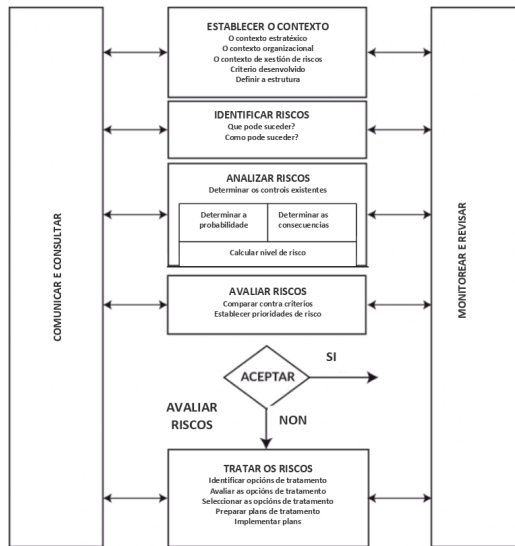 COMUNICAR E CONSULTAR
ESTABLECER O CONTEXTO
O contexto estratéxico
O contexto organizacional
O contexto de xestión de riscos
Criterio desenvolvido
Definir a estrutura
IDENTIFICAR RISCOS
Que pode suceder?
Como pode suceder?
ANALIZAR RISCOS
Determinar os controis existentes
Determinar a
probabilidade
Determinar as
consecuencias
Calcular nivel de risco
AVALIAR RISCOS
Comparar contra criterios
Establecer prioridades de risco
ACEPTAR
SI
AVALIAR
RISCOS
NON
TRATAR OS RISCOS
Identificar opcións de tratamento
Avaliar as opcións de tratamento
Seleccionar as opcións de tratamento
Preparar plans de tratamento
Implementar plans
MONITOREAR E REVISAR